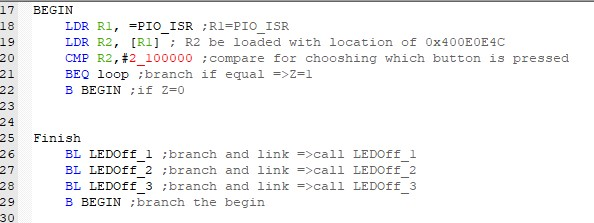 17 BEGIN
18 LDR R1, =PIO_ISR ;R1=PIO_ISR
19 LDR R2, [R1] ; R2 be loaded with location of 0x400E0E4C
20 CMP R2,#2_100000 ;compare for chooshing which button is pressed
21 BEQ loop ;branch if equal =>Z=1
22 B BEGIN ;if Z=0
23
24
25 Finish
26 BL LEDOff_1 ;branch and link =>call LEDOff_1
27 BL LEDOff_2 ;branch and link =>call LEDOff_2
28 BL LEDOff_3 ;branch and link =>call LEDOff_3
29 B BEGIN ;branch the begin
30